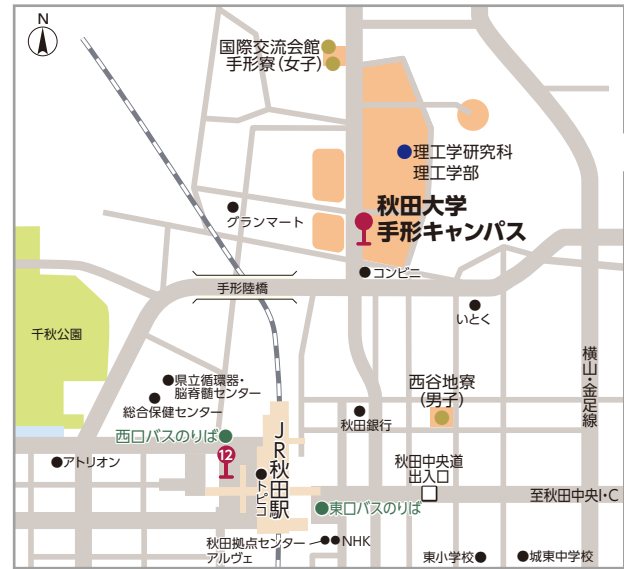 N
国際交流会館
手形寮(女子)
理工学研究科
理工学部
秋田大学
手形キャンパス
グランマート
コンビニ
手形陸橋
いとく
千秋公園
横山・金足線
県立循環器・
脳脊髄センター
総合保健センター
西谷地寮
(男子)
秋田銀行
西口バスのりば
12
JR秋田駅
トピコ
アトリオン
秋田中央道
出入口
至秋田中央I・C
東口バスのりば
秋田拠点センター
アルヴェ
NHK
東小学校
城東中学校